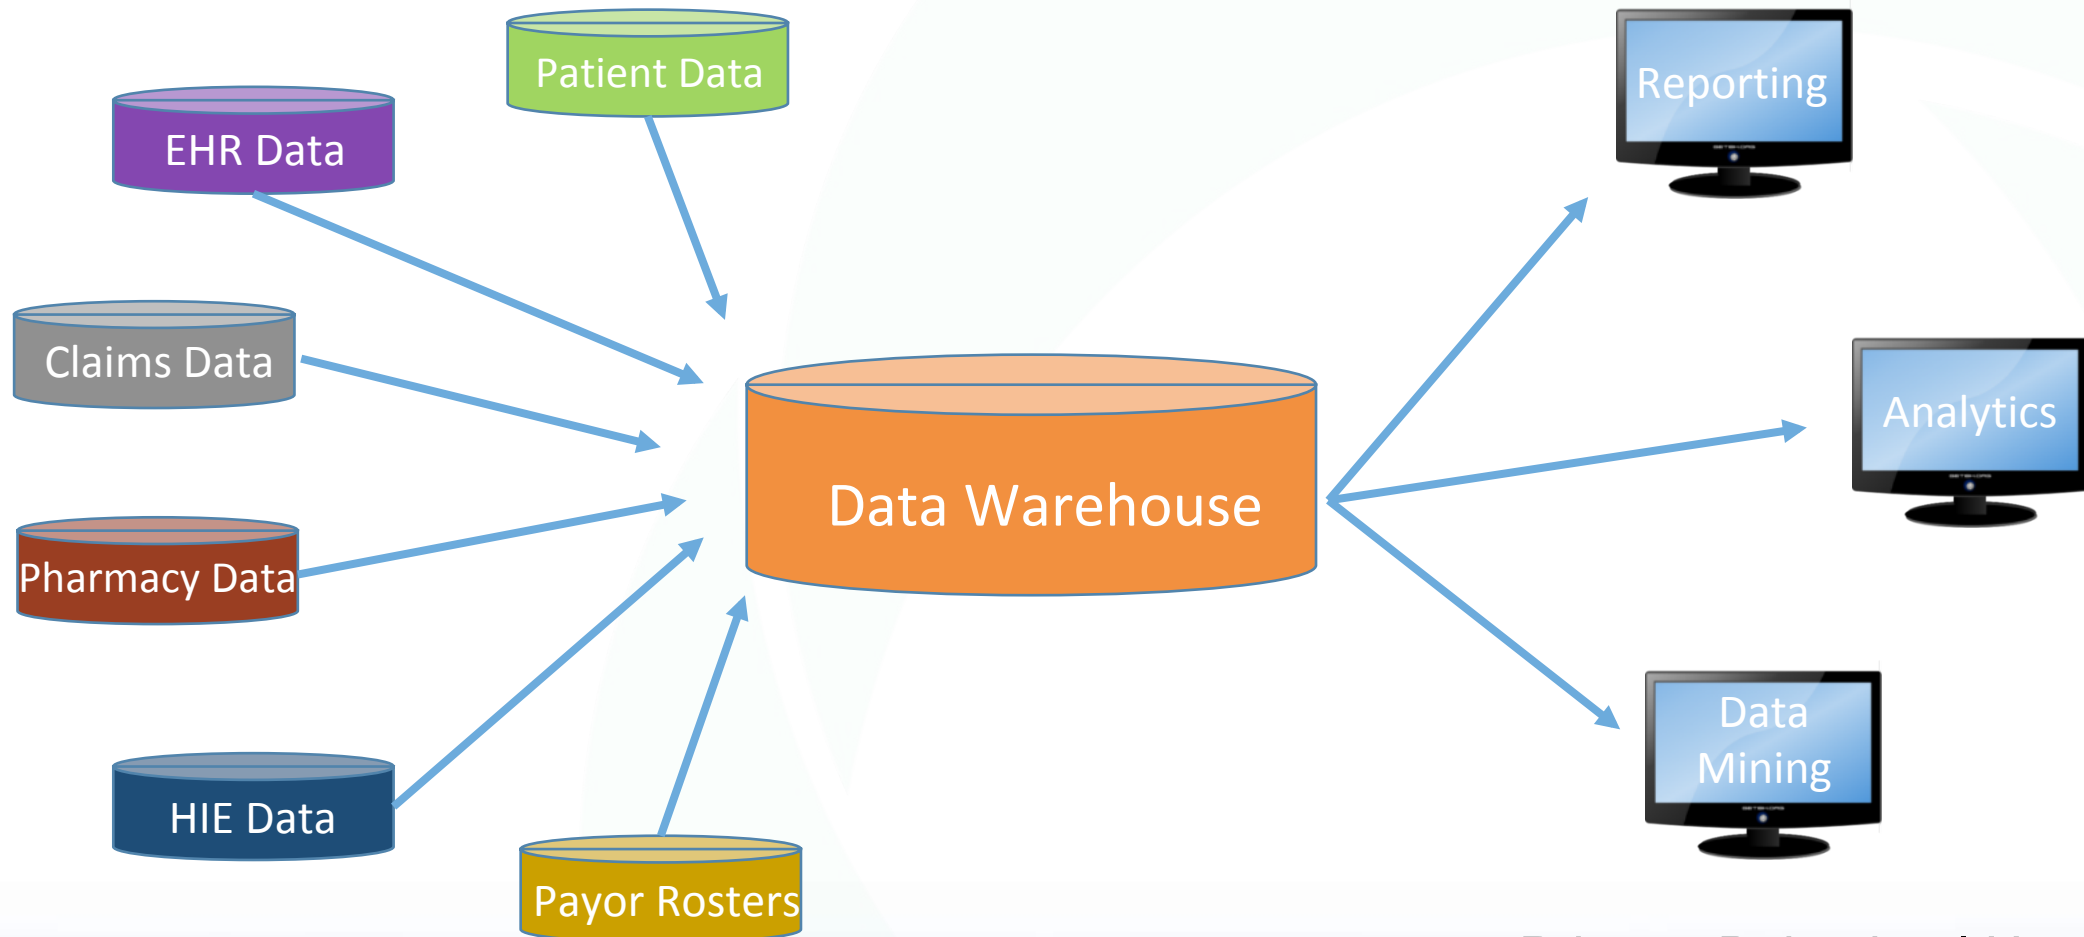 Patient Data
Reporting
EHR Data
Claims Data
Analytics
Data Warehouse
Pharmacy Data
Data
Mining
HIE Data
Payor Rosters